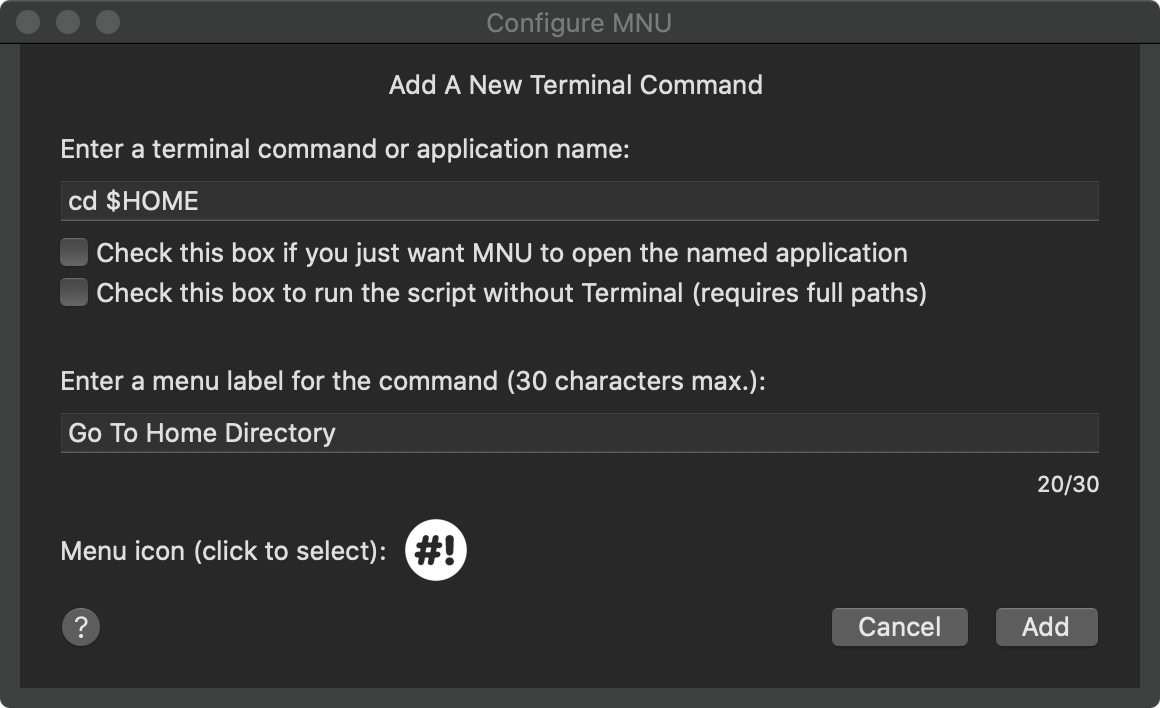 Configure MNU
Add A New Terminal Command
Enter a terminal command or application name:
cd $HOME
Check this box if you just want MNU to open the named application
Check this box to run the script without Terminal (requires full paths)
Enter a menu label for the command (30 characters max.):
Go To Home Directory
20/30
Menu icon (click to select): #!
? Cancel Add